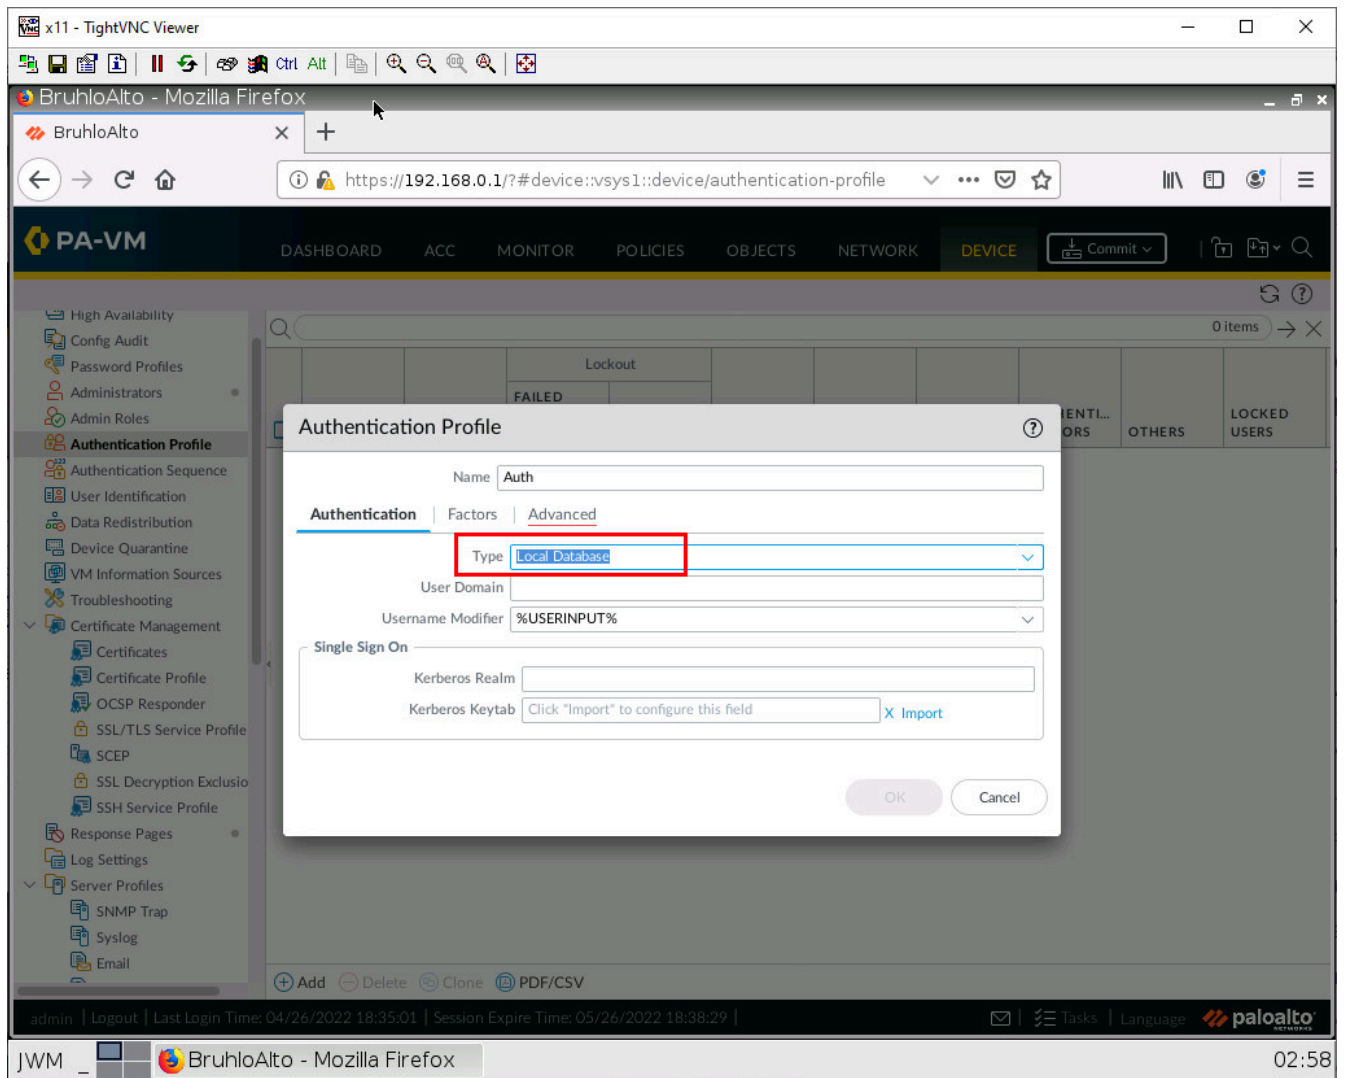 x11 - TightVNC Viewer
Ctrl Alt
BruhloAlto - Mozilla Firefox
BruhloAlto
https://192.168.0.1/?#device::vsys1::device/authentication-profile
PA-VM
DASHBOARD ACC MONITOR POLICIES OBJECTS NETWORK DEVICE Commit
High Availability
Config Audit
Password Profiles
Administrators
Admin Roles
Authentication Profile
Authentication Sequence
User Identification
Data Redistribution
Device Quarantine
VM Information Sources
Troubleshooting
Certificate Management
Certificates
Certificate Profile
OCSP Responder
SSL/TLS Service Profile
SCEP
SSL Decryption Exclusio
SSH Service Profile
Response Pages
Log Settings
Server Profiles
SNMP Trap
Syslog
Email
0 items
Lockout
FAILED
ENTI...
ORS
OTHERS
LOCKED
USERS
Authentication Profile
Name Auth
Authentication Factors Advanced
Type Local Database
User Domain
Username Modifier %USERINPUT%
Single Sign On
Kerberos Realm
Kerberos Keytab Click "Import" to configure this field X Import
OK Cancel
Add Delete Clone PDF/CSV
admin | Logout | Last Login Time: 04/26/2022 18:35:01 | Session Expire Time: 05/26/2022 18:38:29 |
Tasks | Language paloalto
NETWORKS
JWM BruhloAlto - Mozilla Firefox 02:58